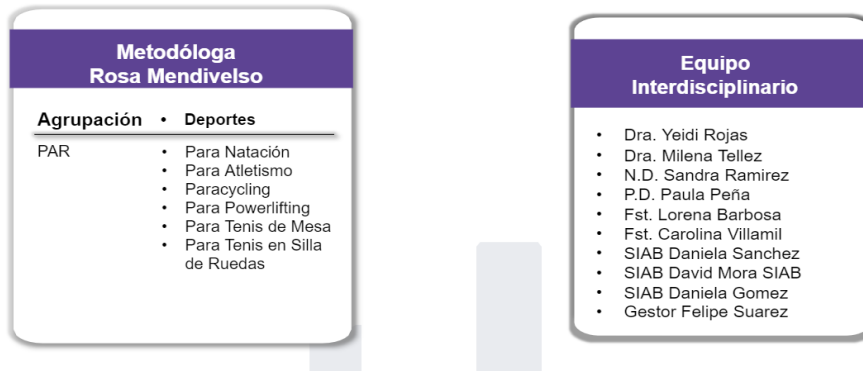 Metodóloga
Rosa Mendivelso
Agrupación • Deportes
PAR • Para Natación
• Para Atletismo
• Paracycling
• Para Powerlifting
• Para Tenis de Mesa
• Para Tenis en Silla
de Ruedas
Equipo
Interdisciplinario
• Dra. Yeidi Rojas
• Dra. Milena Tellez
• N.D. Sandra Ramirez
• P.D. Paula Peña
• Fst. Lorena Barbosa
• Fst. Carolina Villamil
• SIAB Daniela Sanchez
• SIAB David Mora SIAB
• SIAB Daniela Gomez
• Gestor Felipe Suarez